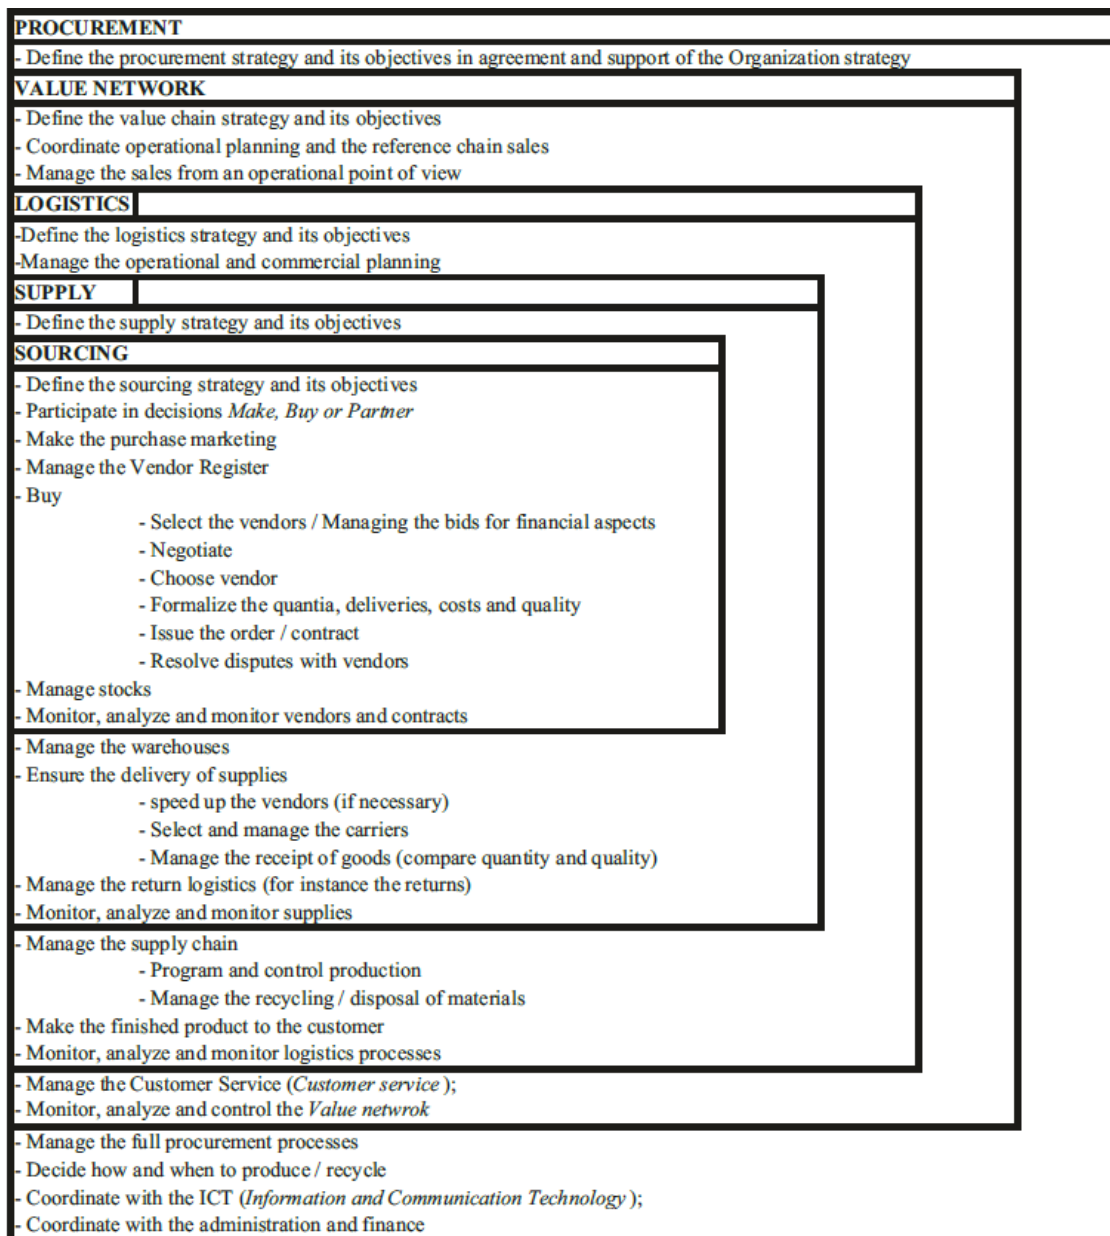 PROCUREMENT
- Define the procurement strategy and its objectives in agreement and support of the Organization strategy
VALUE NETWORK
- Define the value chain strategy and its objectives
- Coordinate operational planning and the reference chain sales
- Manage the sales from an operational point of view
LOGISTICS
-Define the logistics strategy and its objectives
-Manage the operational and commercial planning
SUPPLY
- Define the supply strategy and its objectives
SOURCING
- Define the sourcing strategy and its objectives
- Participate in decisions Make, Buy or Partner
- Make the purchase marketing
- Manage the Vendor Register
- Buy
- Select the vendors / Managing the bids for financial aspects
- Negotiate
- Choose vendor
- Formalize the quantia, deliveries, costs and quality
- Issue the order / contract
- Resolve disputes with vendors
- Manage stocks
- Monitor, analyze and monitor vendors and contracts
- Manage the warehouses
- Ensure the delivery of supplies
- speed up the vendors (if necessary)
- Select and manage the carriers
- Manage the receipt of goods (compare quantity and quality)
- Manage the return logistics (for instance the returns)
- Monitor, analyze and monitor supplies
- Manage the supply chain
- Program and control production
- Manage the recycling / disposal of materials
- Make the finished product to the customer
- Monitor, analyze and monitor logistics processes
- Manage the Customer Service (Customer service );
- Monitor, analyze and control the Value netwrok
- Manage the full procurement processes
- Decide how and when to produce / recycle
- Coordinate with the ICT (Information and Communication Technology );
- Coordinate with the administration and finance